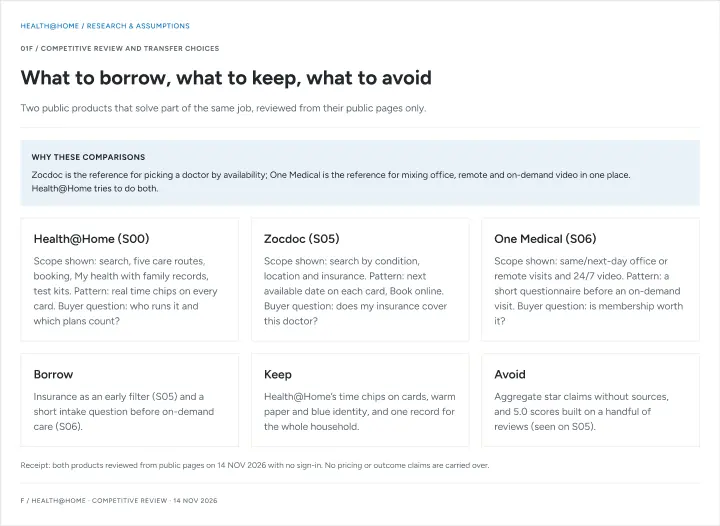 HEALTH@HOME / RESEARCH & ASSUMPTIONS
01F / COMPETITIVE REVIEW AND TRANSFER CHOICES
What to borrow, what to keep, what to avoid
Two public products that solve part of the same job, reviewed from their public pages only.
WHY THESE COMPARISONS
Zocdoc is the reference for picking a doctor by availability; One Medical is the reference for mixing office, remote and on-demand video in one place.
Health@Home tries to do both.
Health@Home (S00)
Scope shown: search, five care routes,
booking, My health with family records,
test kits. Pattern: real time chips on every
card. Buyer question: who runs it and
which plans count?
Zocdoc (S05)
Scope shown: search by condition,
location and insurance. Pattern: next
available date on each card, Book online.
Buyer question: does my insurance cover
this doctor?
One Medical (S06)
Scope shown: same/next-day office or
remote visits and 24/7 video. Pattern: a
short questionnaire before an on-demand
visit. Buyer question: is membership worth
it?
Borrow
Insurance as an early filter (S05) and a
short intake question before on-demand
care (S06).
Keep
Health@Home's time chips on cards, warm
paper and blue identity, and one record for
the whole household.
Avoid
Aggregate star claims without sources,
and 5.0 scores built on a handful of
reviews (seen on S05).
Receipt: both products reviewed from public pages on 14 NOV 2026 with no sign-in. No pricing or outcome claims are carried over.
F / HEALTH@HOME · COMPETITIVE REVIEW · 14 NOV 2026